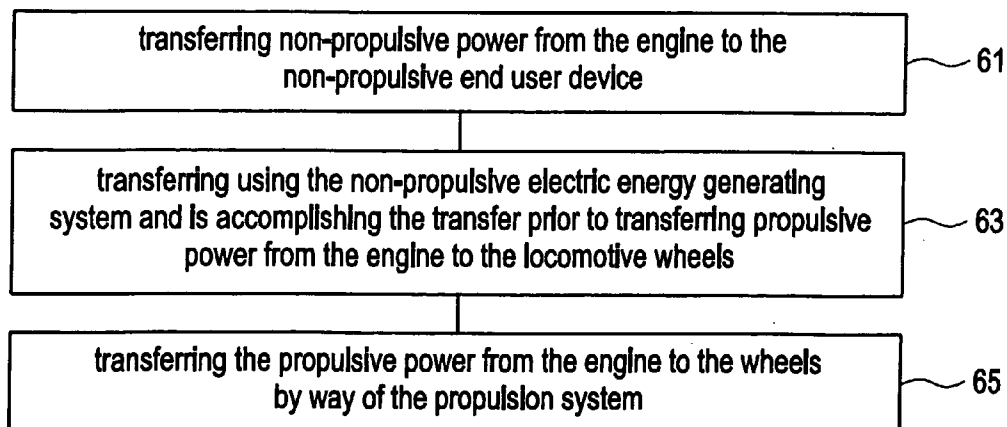 transferring non-propulsive power from the engine to the
non-propulsive end user device
61
transferring using the non-propulsive electric energy generating
system and is accomplishing the transfer prior to transferring propulsive
power from the engine to the locomotive wheels
63
transferring the propulsive power from the engine to the wheels
by way of the propulsion system
65